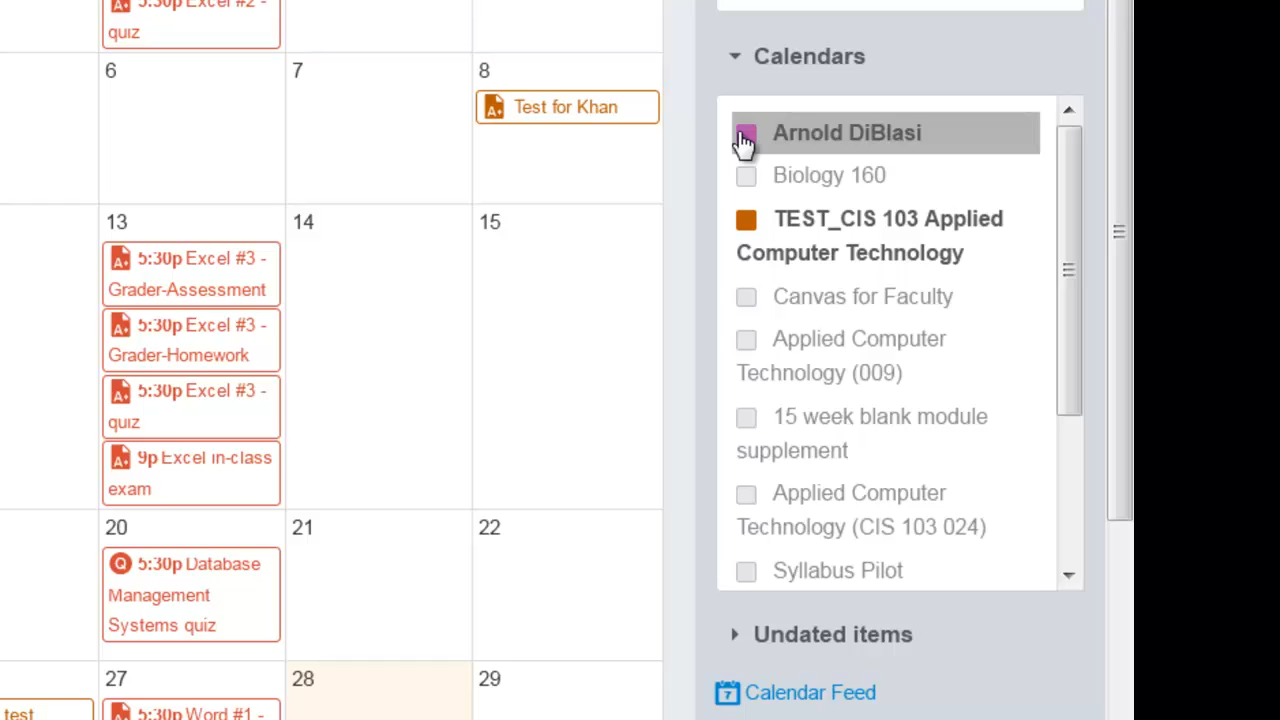 5:30p Excel #2 -
quiz
6
7
8
Test for Khan
13
5:30p Excel #3 -
Grader-Assessment
5:30p Excel #3 -
Grader-Homework
5:30p Excel #3 -
quiz
9p Excel in-class
exam
14
15
20
5:30p Database
Management
Systems quiz
21
22
27
5:30p Word #1 -
28
29
test
Calendars
Arnold DiBlasi
Biology 160
TEST_CIS 103 Applied
Computer Technology
Canvas for Faculty
Applied Computer
Technology (009)
15 week blank module
supplement
Applied Computer
Technology (CIS 103 024)
Syllabus Pilot
Undated items
7 Calendar Feed